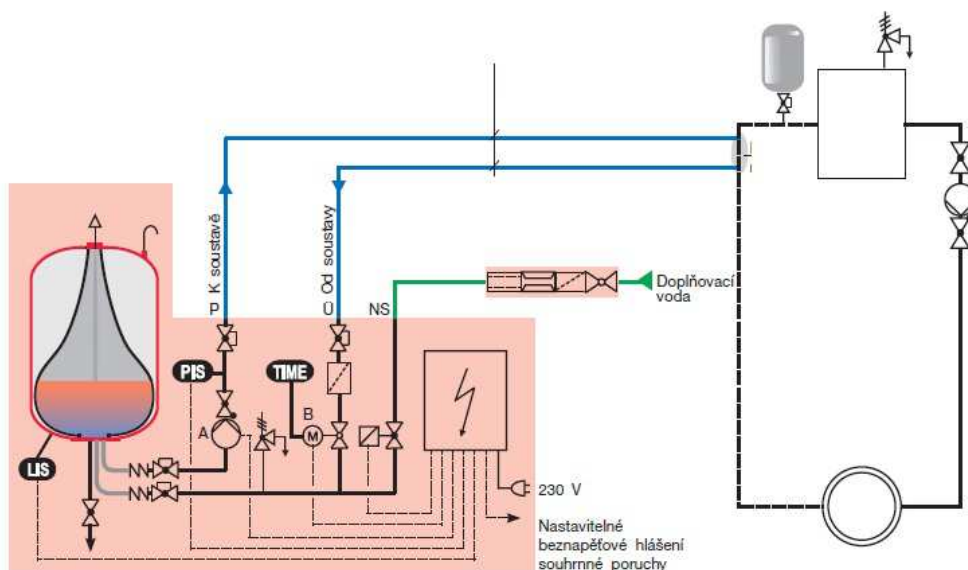 P K soustavě
Ü Od soustavy
NS
Doplňovací
voda
PIS
TIME
A
B
M
LIS
230 V
Nastavitelné
beznapěťové hlášení
souhrnné poruchy